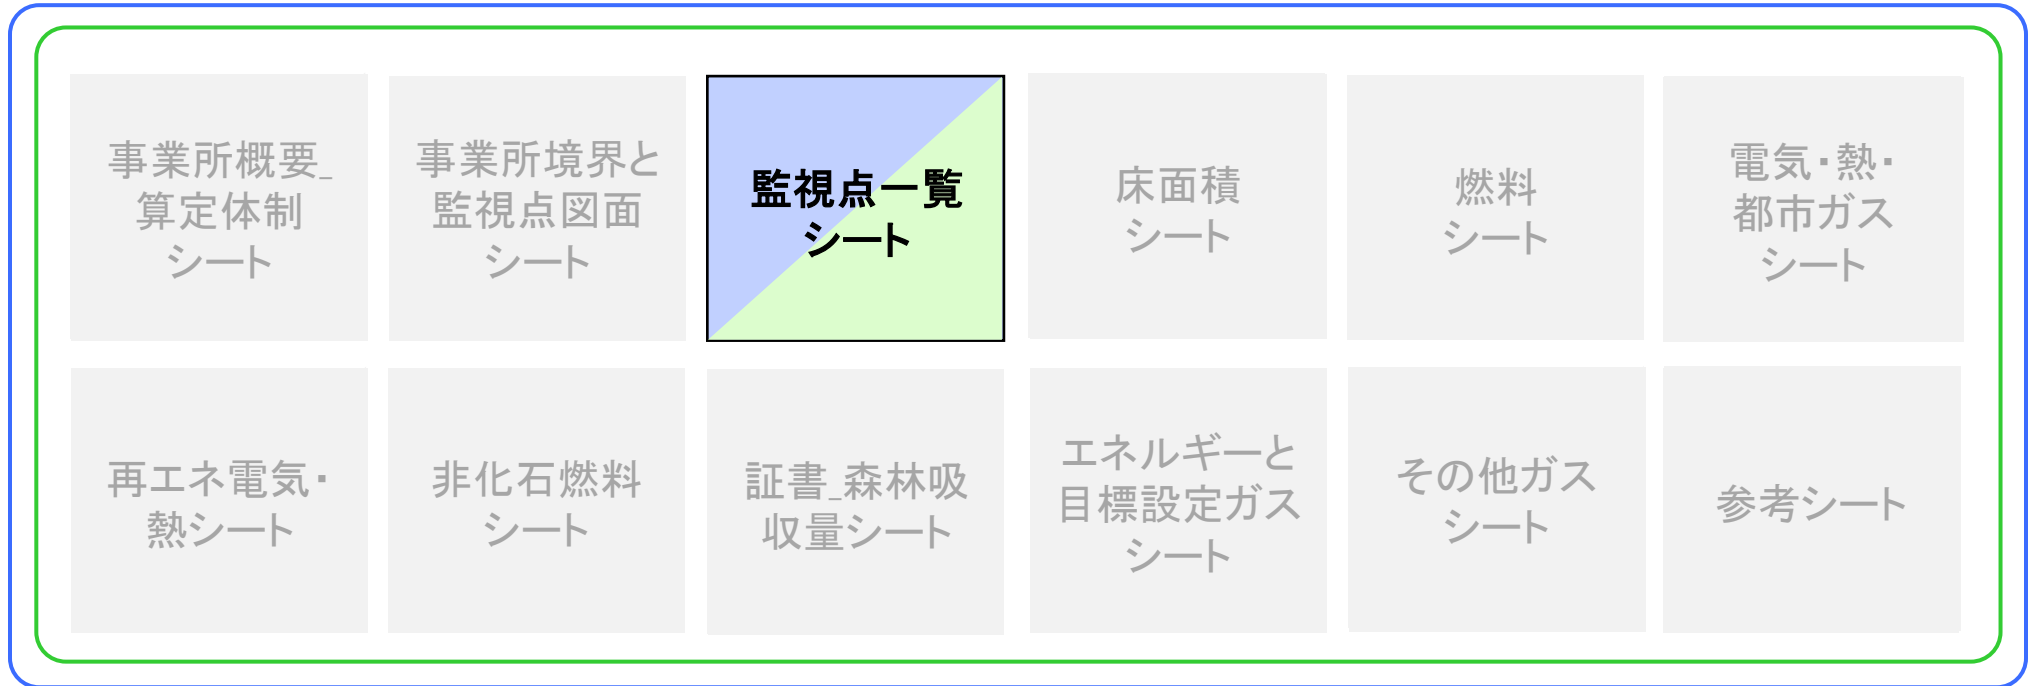 事業所概要_
算定体制
シート
事業所境界と
監視点図面
シート
監視点一覧
シート
床面積
シート
燃料
シート
電気・熱・
都市ガス
シート
再エネ電気・
熱シート
非化石燃料
シート
証書_森林吸
収量シート
エネルギーと
目標設定ガス
シート
その他ガス
シート
参考シート